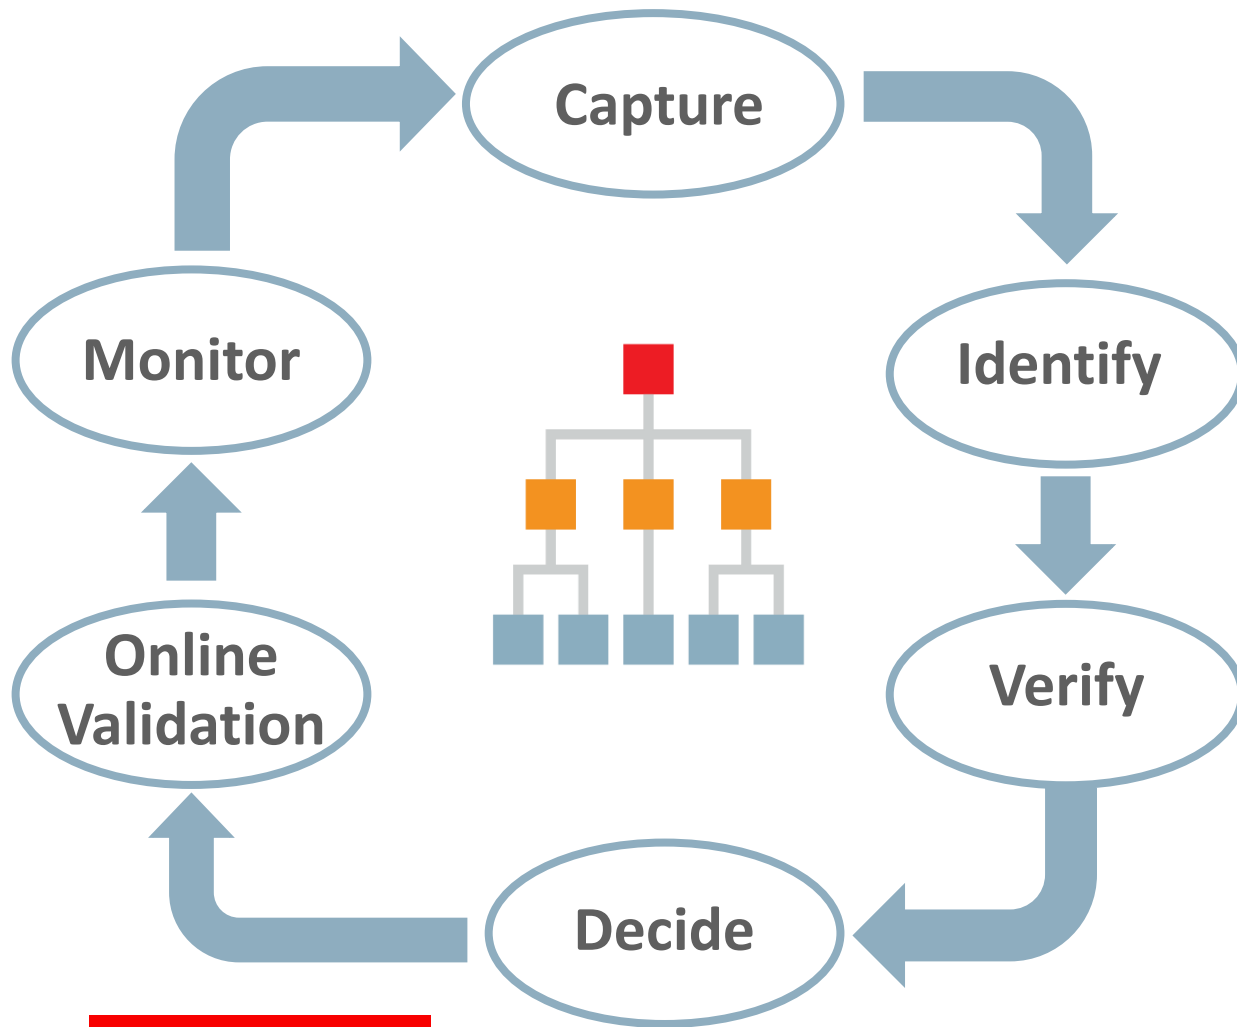 Capture
Identify
Verify
Decide
Online
Validation
Monitor